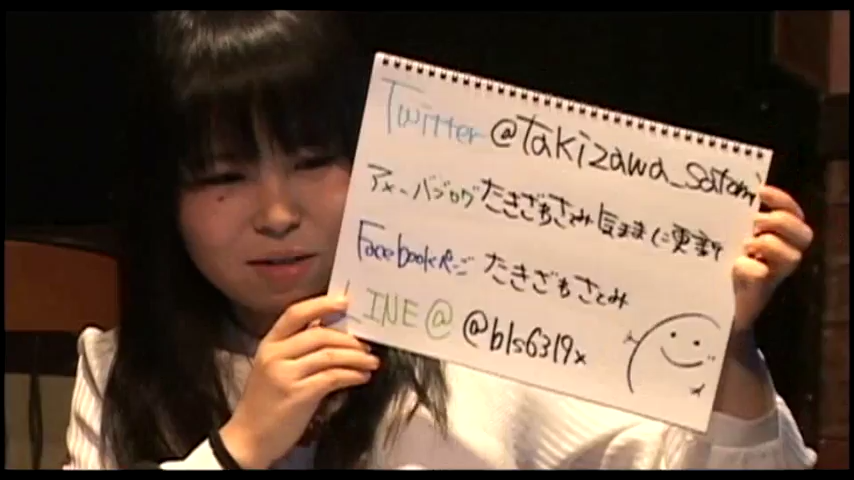 Twitter @takizawa_satomi
アメーバブログ たきざわさとみ気ままに更新中
Facebookページ たきざわさとみ
LINE@ @bls6319x